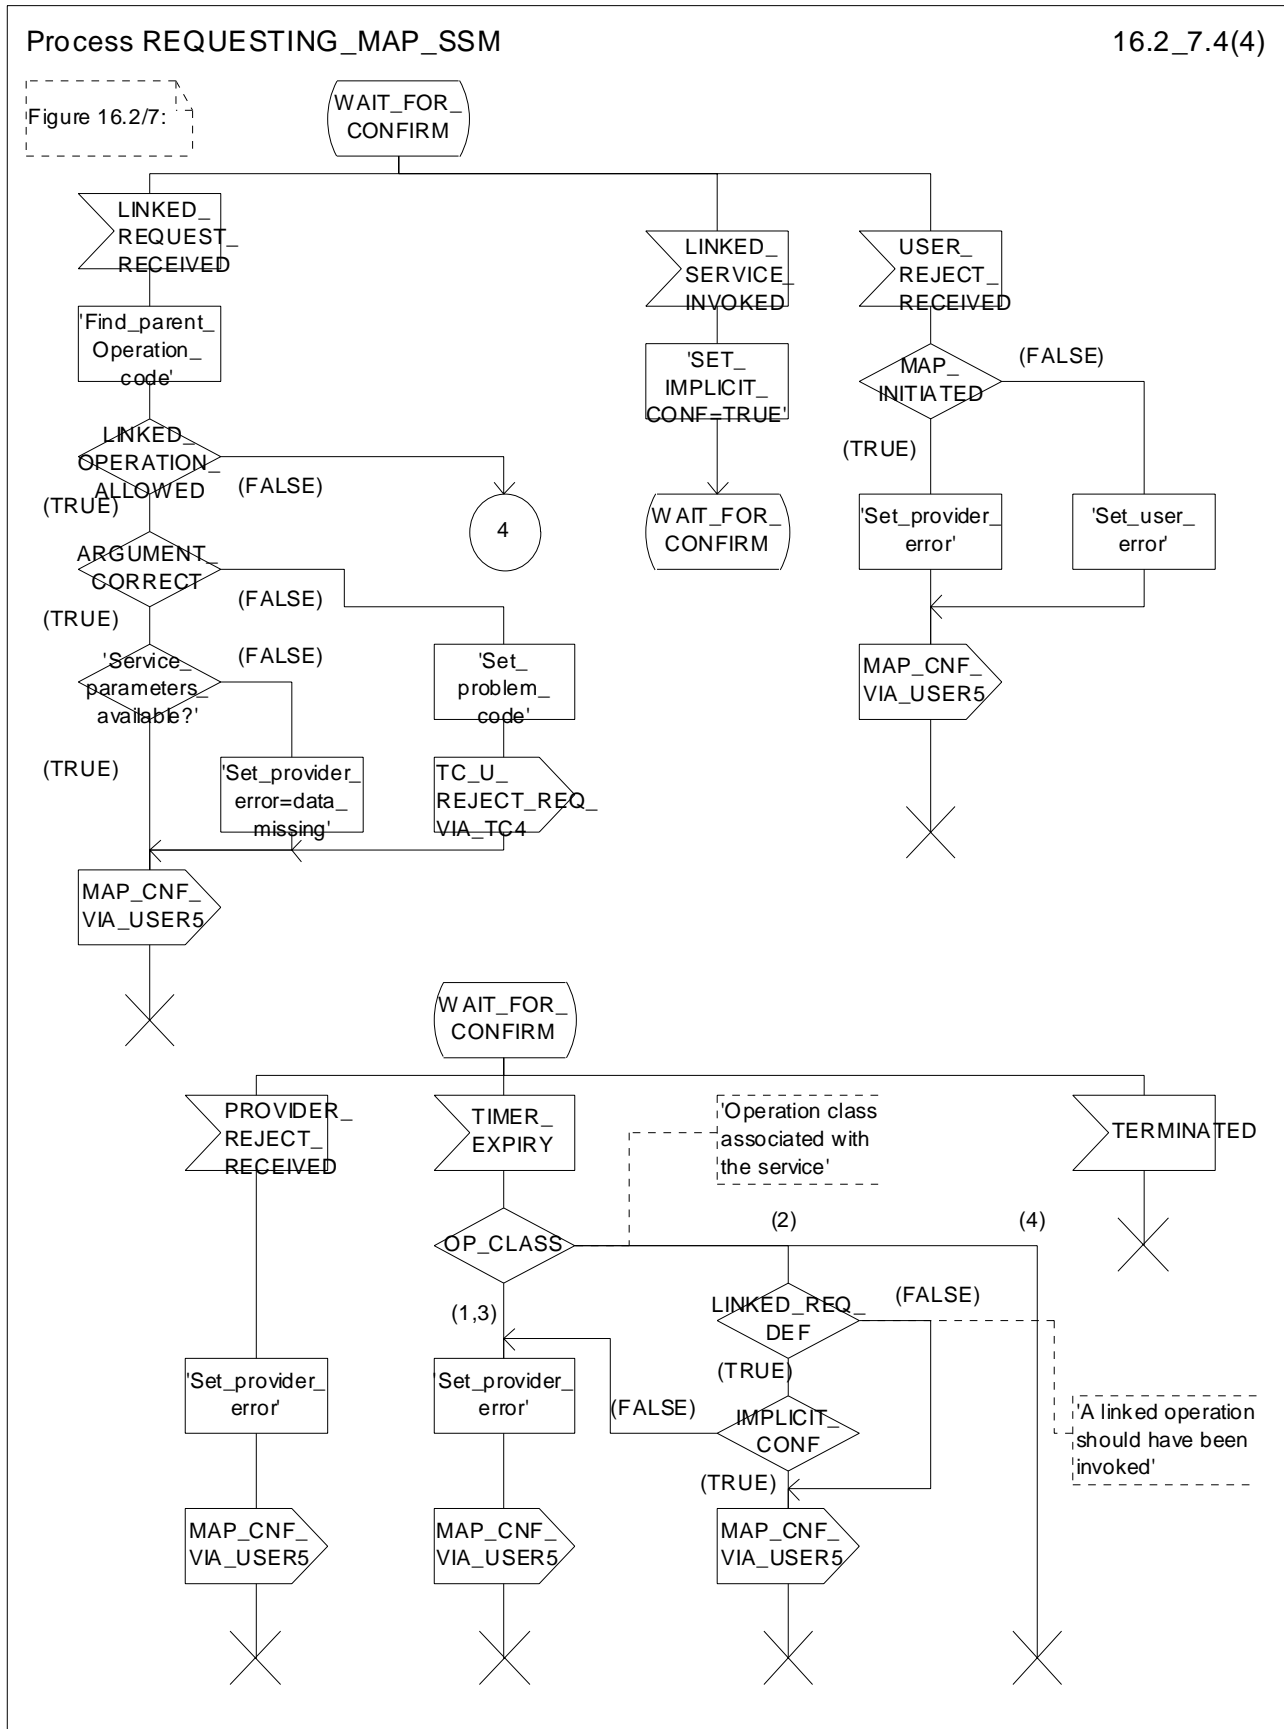 Process REQUESTING_MAP_SSM
16.2_7.4(4)
Figure 16.2/7:
WAIT_FOR_
CONFIRM
LINKED_
REQUEST_
RECEIVED
LINKED_
SERVICE_
INVOKED
USER_
REJECT_
RECEIVED
'Find_parent_
Operation_
code'
'SET_
IMPLICIT_
CONF=TRUE'
MAP_
INITIATED
(FALSE)
(TRUE)
LINKED_
OPERATION_
ALLOWED
(FALSE)
(TRUE)
4
WAIT_FOR_
CONFIRM
'Set_provider_
error'
'Set_user_
error'
ARGUMENT_
CORRECT
(FALSE)
(TRUE)
'Service_
parameters_
available?'
(FALSE)
(TRUE)
'Set_
problem_
code'
MAP_CNF_
VIA_USER5
'Set_provider_
error=data_
missing'
TC_U_
REJECT_REQ_
VIA_TC4
MAP_CNF_
VIA_USER5
WAIT_FOR_
CONFIRM
PROVIDER_
REJECT_
RECEIVED
TIMER_
EXPIRY
'Operation class
associated with
the service'
TERMINATED
OP_CLASS
(2)
(4)
(1,3)
LINKED_REQ_
DEF
(FALSE)
(TRUE)
'Set_provider_
error'
'Set_provider_
error'
(FALSE)
IMPLICIT_
CONF
(TRUE)
'A linked operation
should have been
invoked'
MAP_CNF_
VIA_USER5
MAP_CNF_
VIA_USER5
MAP_CNF_
VIA_USER5